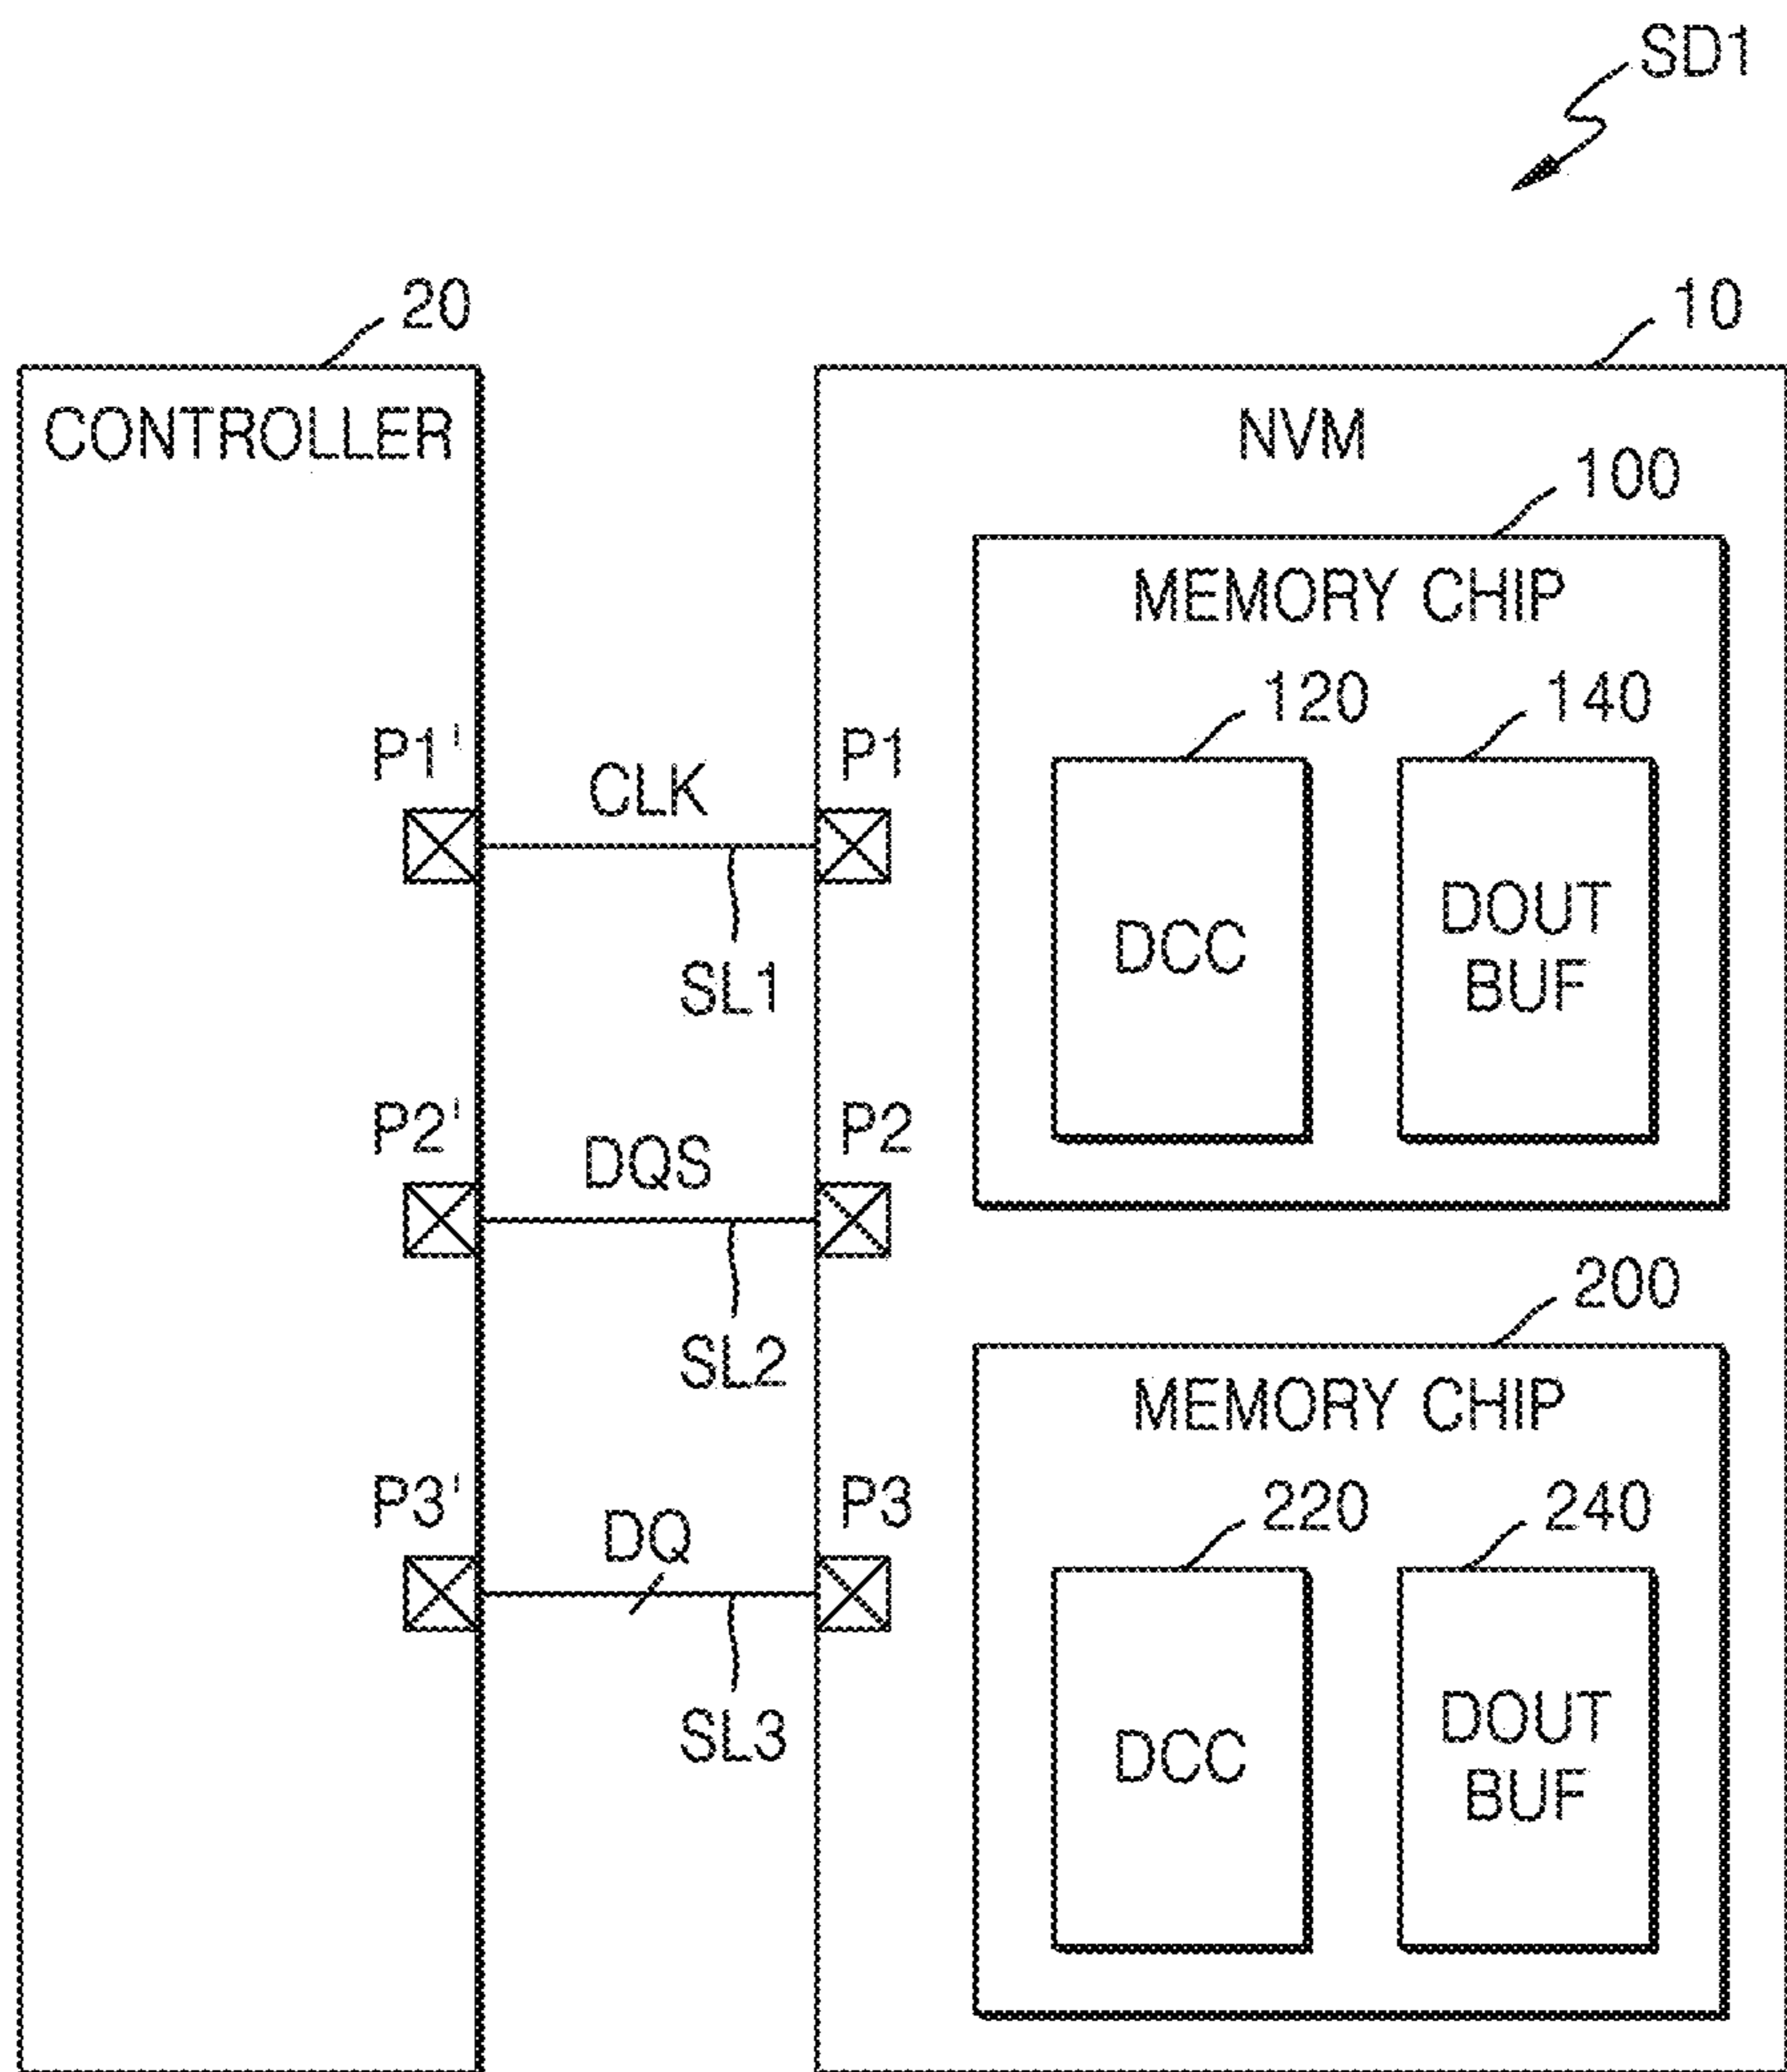 SD1
20
10
CONTROLLER
NVM
100
MEMORY CHIP
120
140
P1'
CLK
P1
DCC
DOUT
BUF
SL1
P2'
DQS
P2
SL2
200
MEMORY CHIP
220
240
P3'
DQ
P3
DCC
DOUT
BUF
SL3